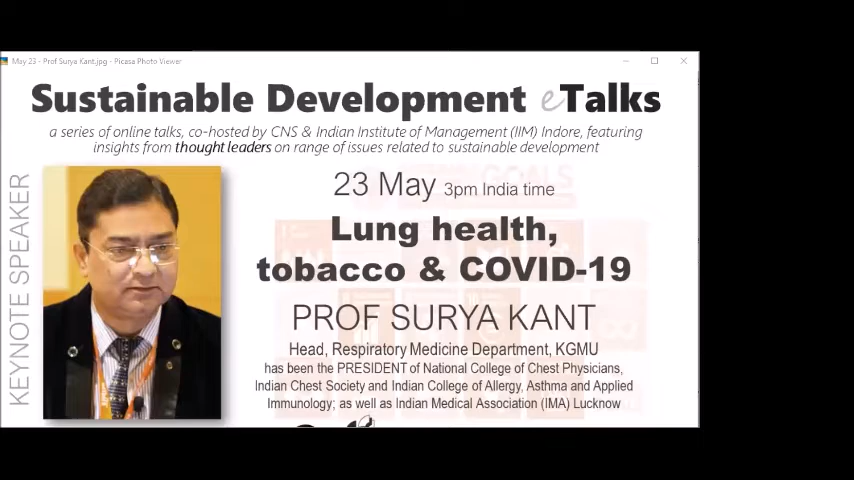 May 23 - Prof Surya Kant.jpg - Picasa Photo Viewer
Sustainable Development eTalks
a series of online talks, co-hosted by CNS & Indian Institute of Management (IIM) Indore, featuring
insights from thought leaders on range of issues related to sustainable development
KEYNOTE SPEAKER
23 May 3pm India time
Lung health,
tobacco & COVID-19
PROF SURYA KANT
Head, Respiratory Medicine Department, KGMU
has been the PRESIDENT of National College of Chest Physicians,
Indian Chest Society and Indian College of Allergy, Asthma and Applied
Immunology; as well as Indian Medical Association (IMA) Lucknow
GOALS